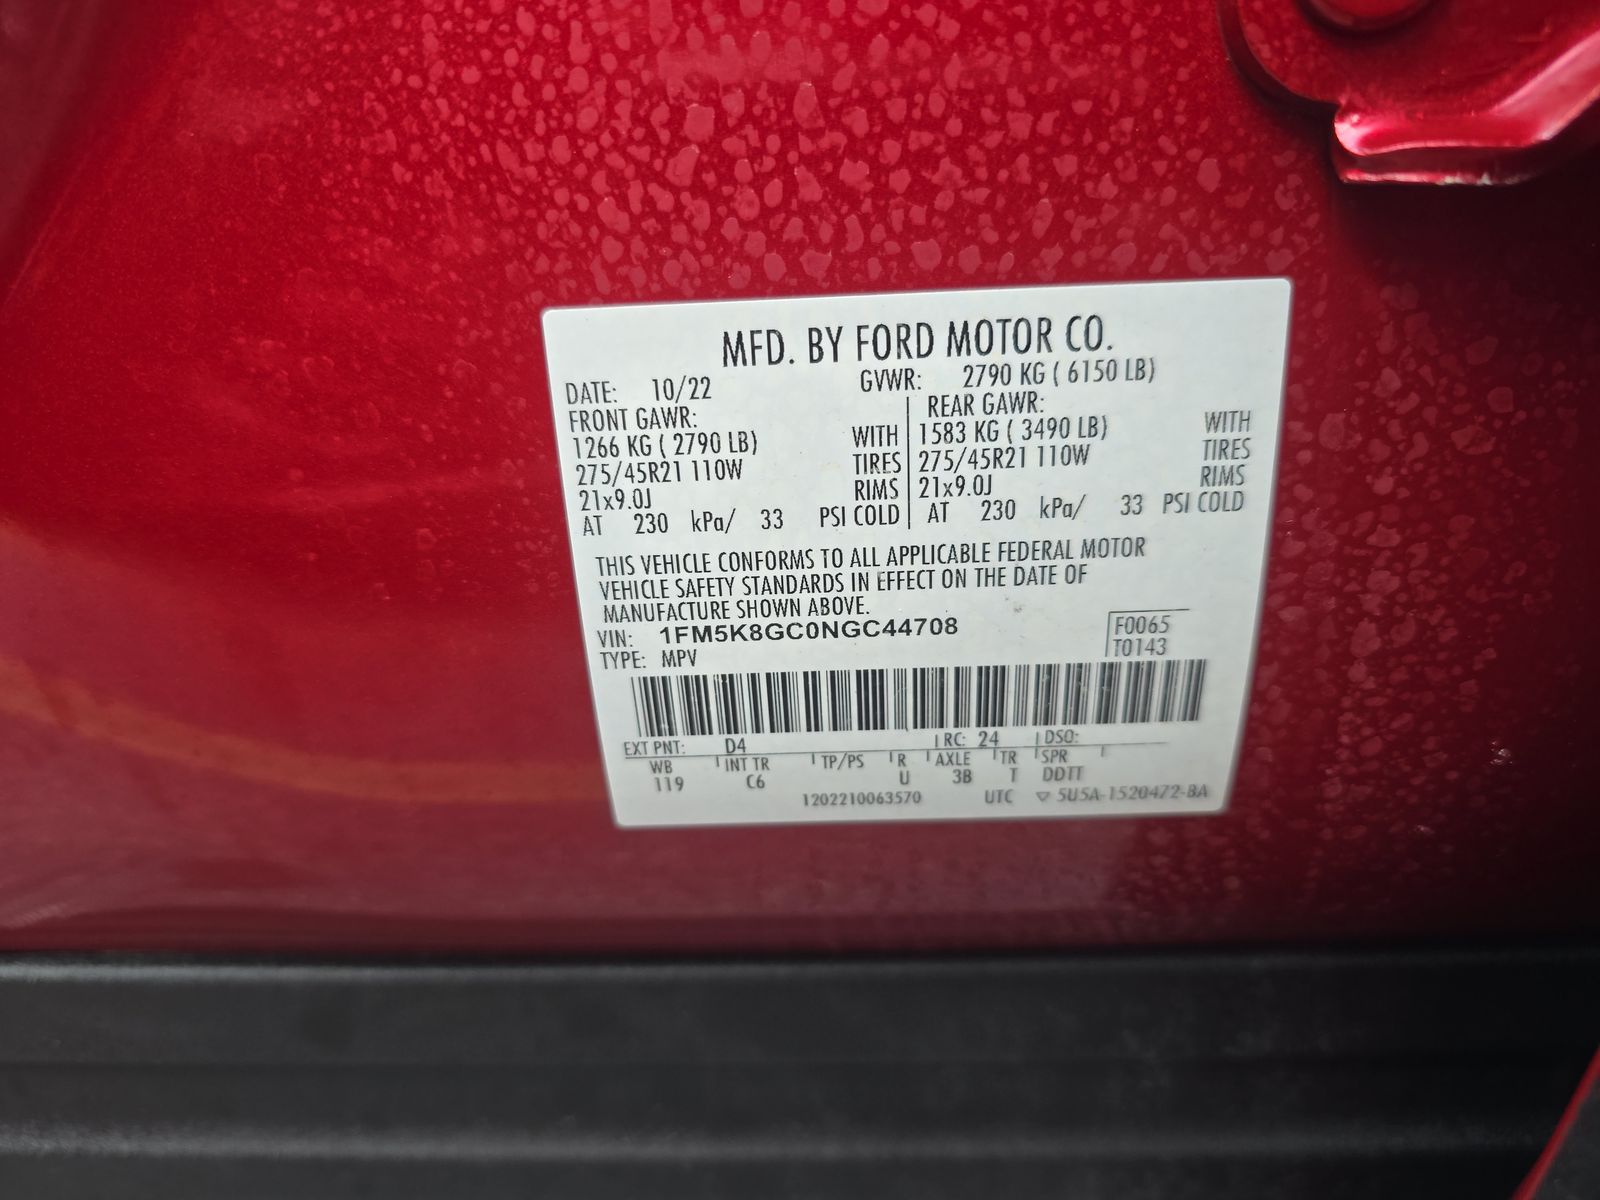 MFD. BY FORD MOTOR CO.
DATE: 10/22 GVWR: 2790 KG ( 6150 LB)
FRONT GAWR: REAR GAWR:
1266 KG ( 2790 LB) WITH 1583 KG ( 3490 LB) WITH
275/45R21 110W TIRES 275/45R21 110W TIRES
21x9.0J RIMS 21x9.0J RIMS
AT 230 kPa/ 33 PSI COLD AT 230 kPa/ 33 PSI COLD
THIS VEHICLE CONFORMS TO ALL APPLICABLE FEDERAL MOTOR
VEHICLE SAFETY STANDARDS IN EFFECT ON THE DATE OF
MANUFACTURE SHOWN ABOVE.
VIN: 1FM5K8GC0NGC44708 F0065
TYPE: MPV T0143
EXT PNT: D4 RC: 24 DSO:
WB INT TR TP/PS R AXLE TR SPR
119 C6 U 3B T DDTT
1202210063570 UTC ▽ 5U5A-1520472-BA